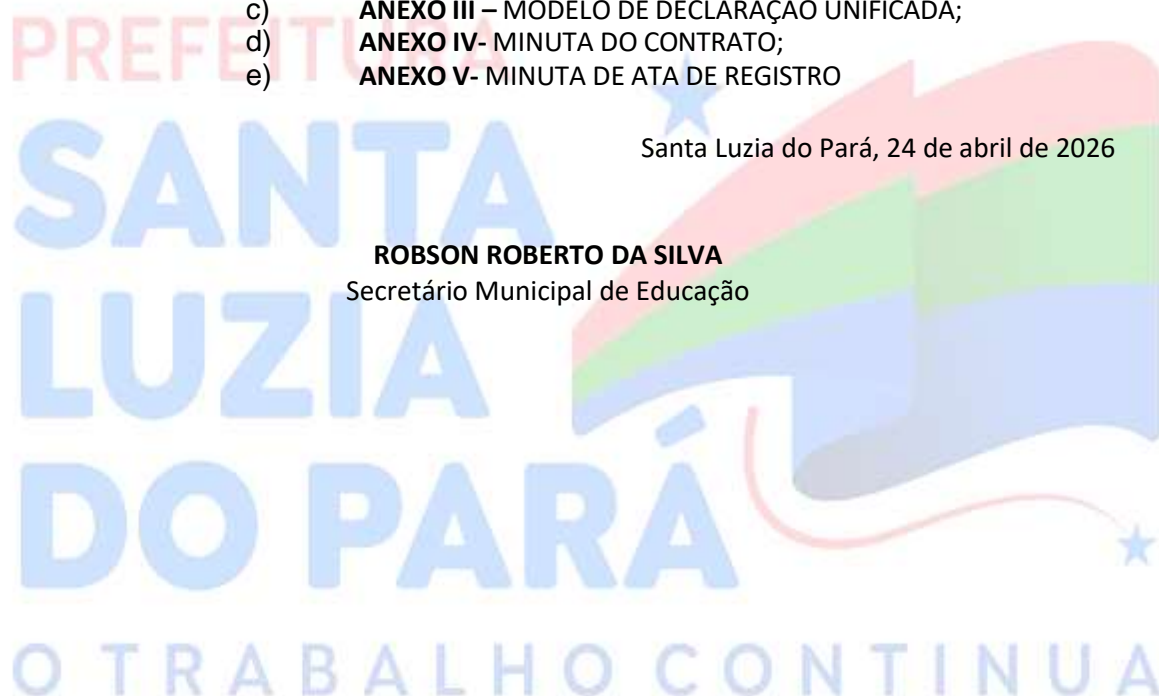 c) ANEXO III – MODELO DE DECLARAÇÃO UNIFICADA;
d) ANEXO IV- MINUTA DO CONTRATO;
e) ANEXO V- MINUTA DE ATA DE REGISTRO
Santa Luzia do Pará, 24 de abril de 2026
ROBSON ROBERTO DA SILVA
Secretário Municipal de Educação
PREFEITURA
SANTA
LUZIA
DO PARÁ
O TRABALHO CONTINUA